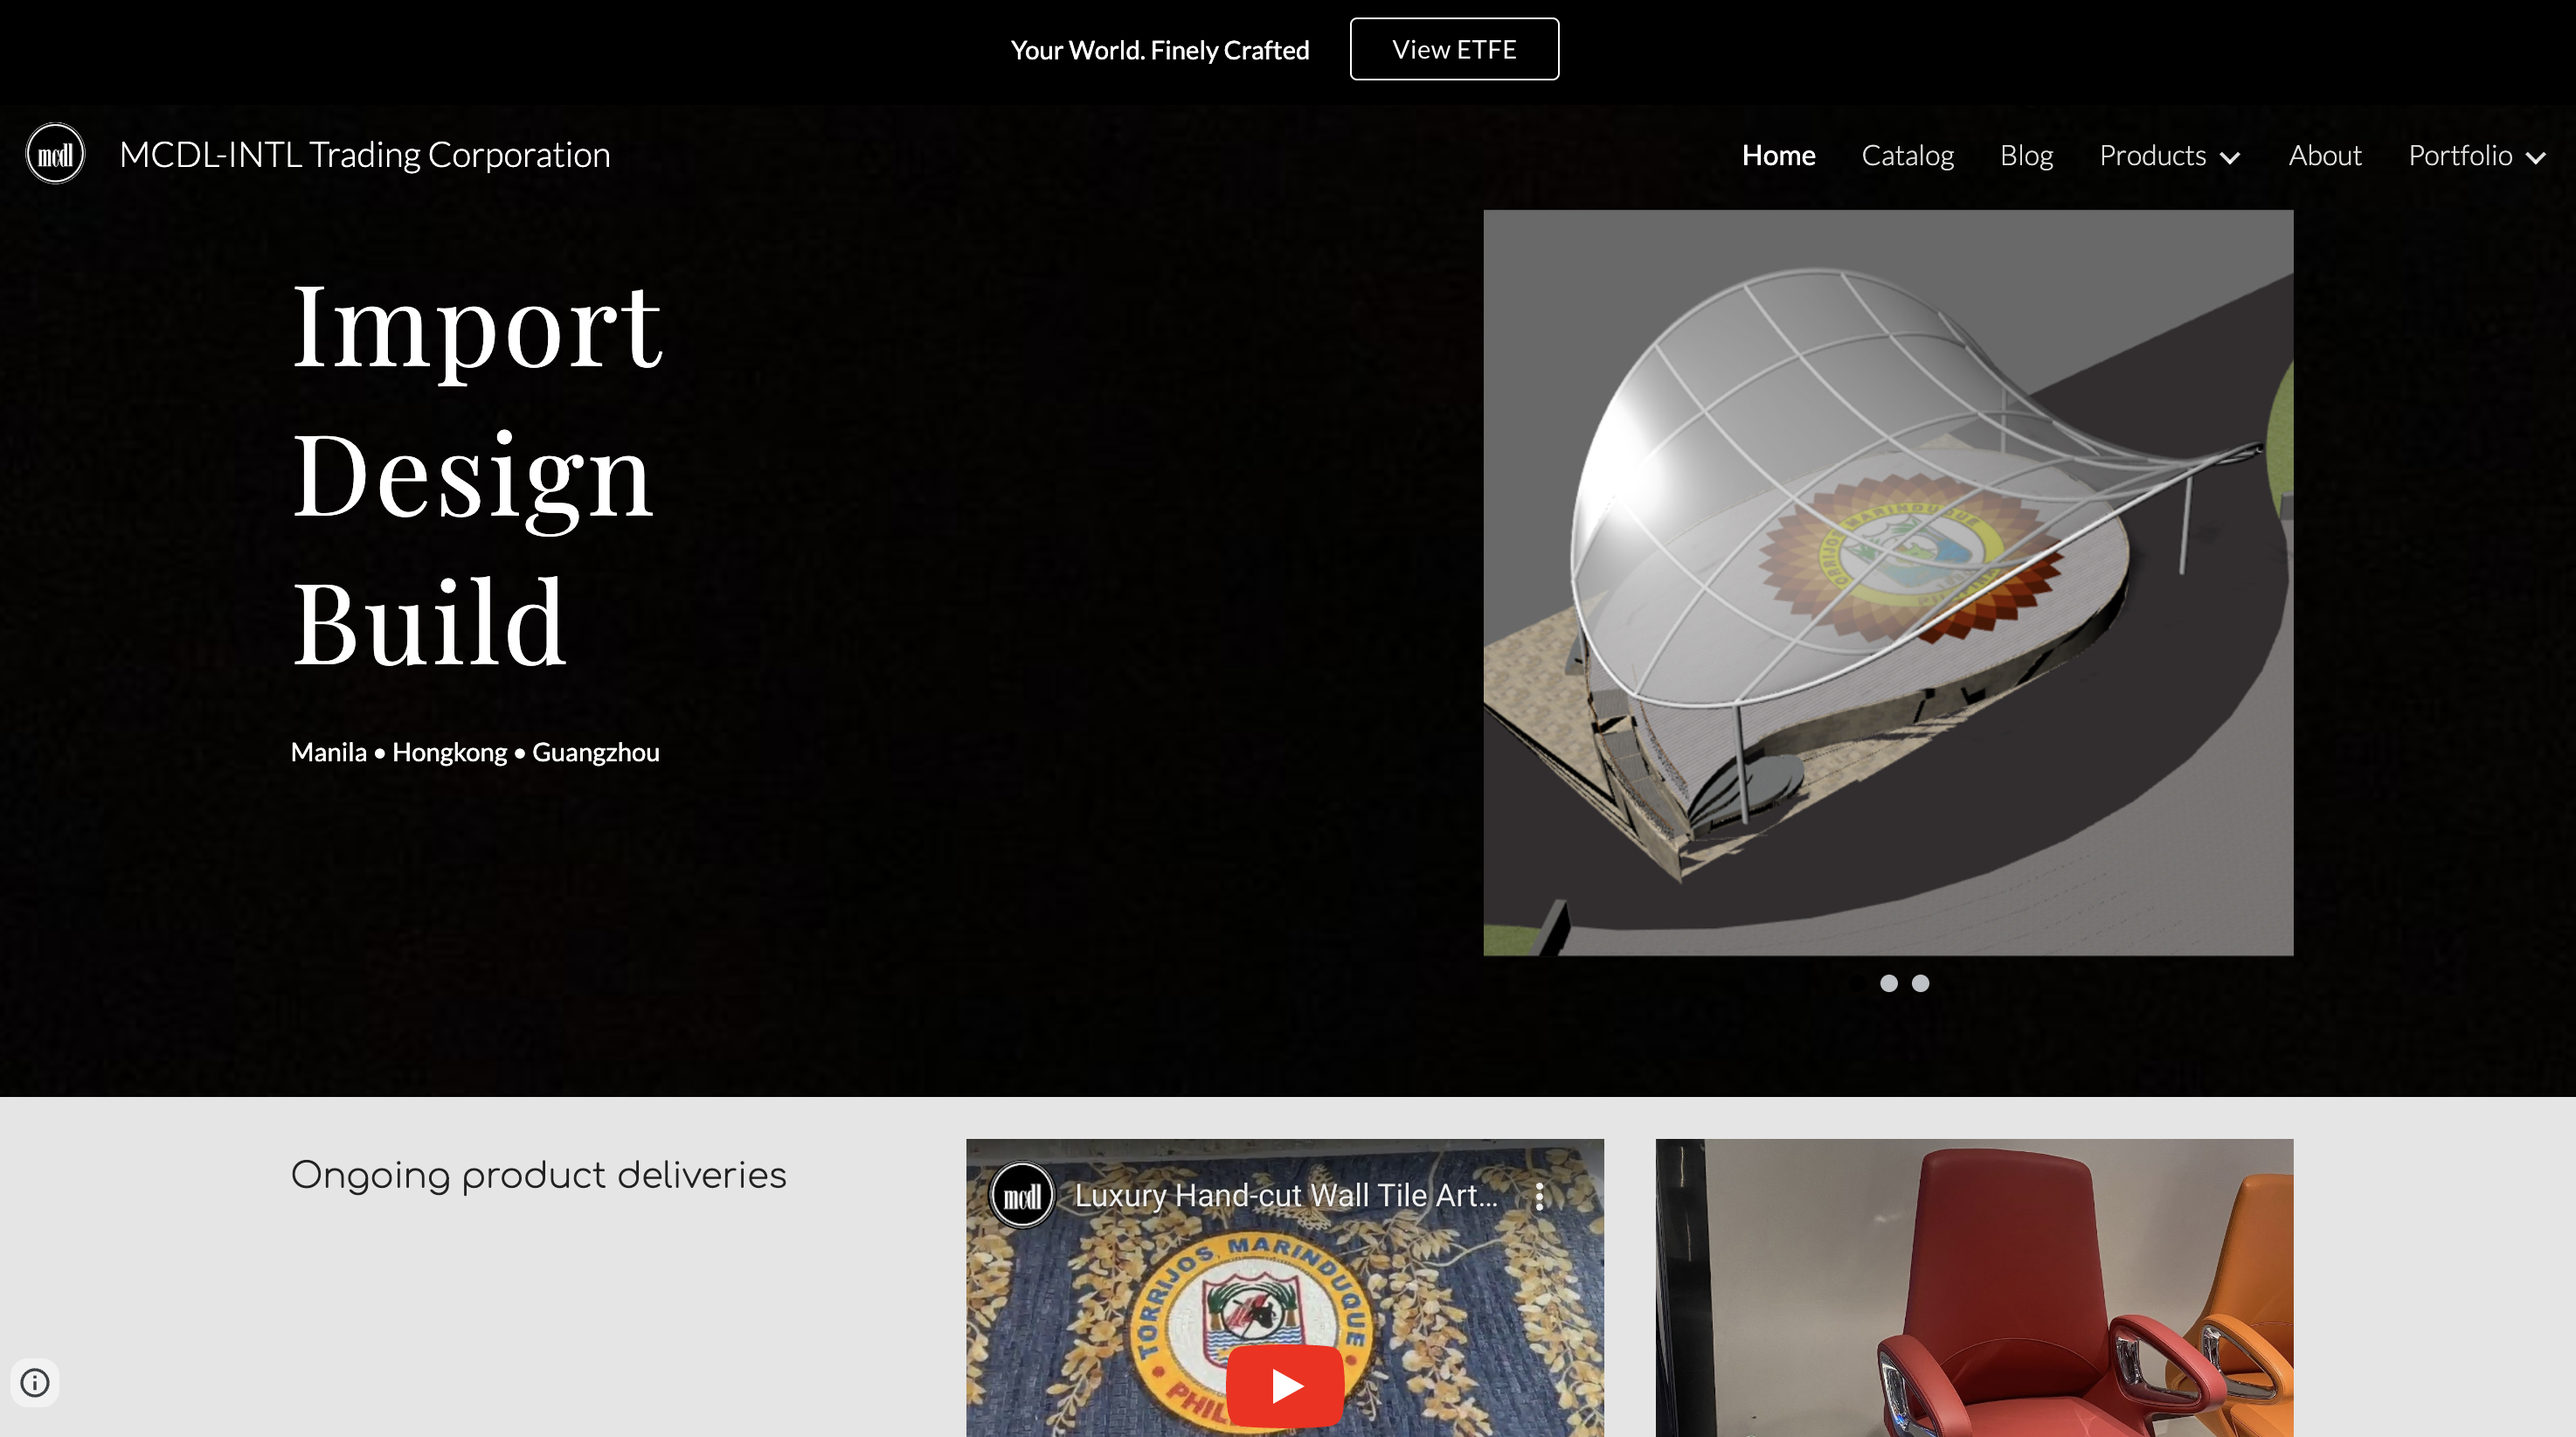 Your World. Finely Crafted
View ETFE
mcdl
MCDL-INTL Trading Corporation
Home
Catalog
Blog
Products
About
Portfolio
Import
Design
Build
Manila • Hongkong • Guangzhou
MARINDUQUE
Ongoing product deliveries
mcdl
Luxury Hand-cut Wall Tile Art...
TORRIJOS MARINDUQUE